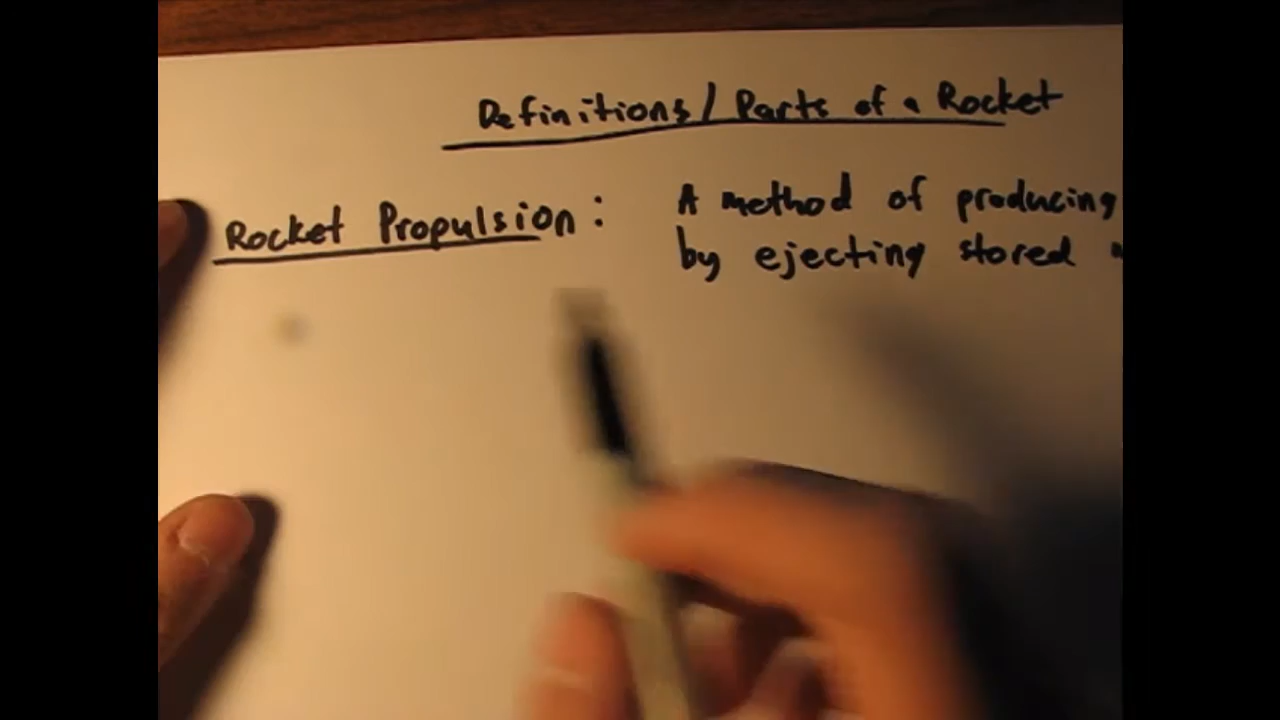 Definitions / Parts of a Rocket
Rocket Propulsion : A method of producing
by ejecting stored